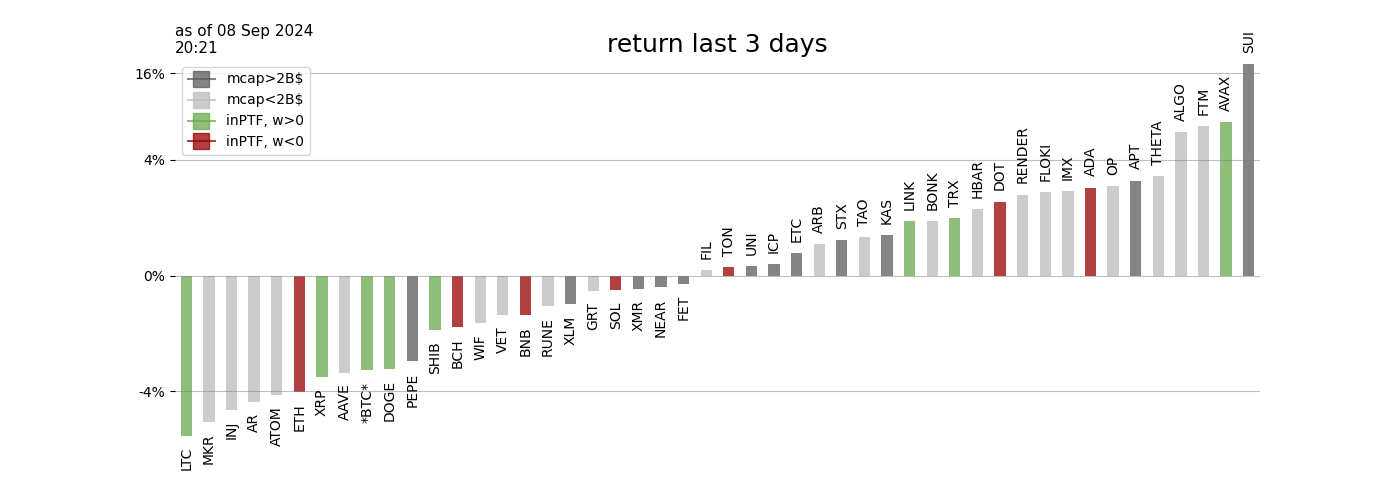 as of 08 Sep 2024
20:21
return last 3 days
mcap>2B$
mcap<2B$
inPTF, w>0
inPTF, w<0
16%
4%
0%
-4%
LTC
MKR
INJ
AR
ATOM
ETH
XRP
AAVE
*BTC*
DOGE
PEPE
SHIB
BCH
WIF
VET
BNB
RUNE
XLM
GRT
SOL
XMR
NEAR
FET
FIL
TON
UNI
ICP
ETC
ARB
STX
TAO
KAS
LINK
BONK
TRX
HBAR
DOT
RENDER
FLOKI
IMX
ADA
OP
APT
THETA
ALGO
FTM
AVAX
SUI